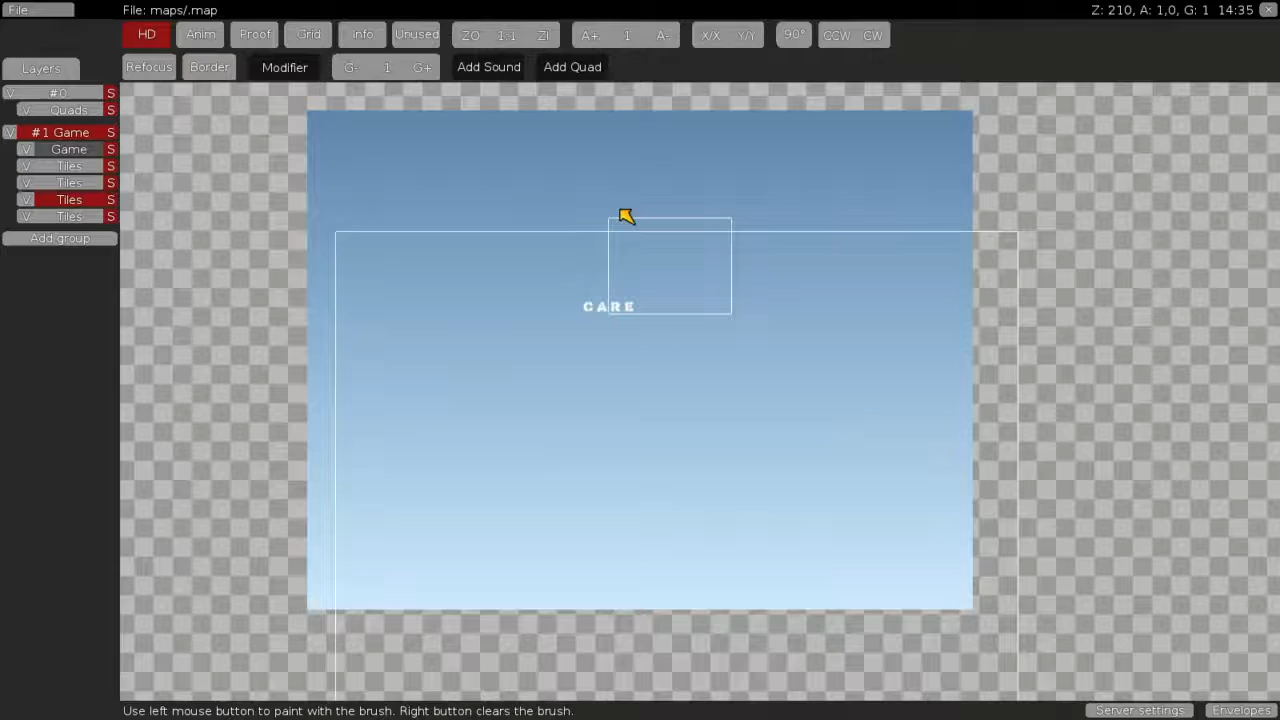 File File: maps/.map Z: 210, A: 1,0, G: 1 14:35 ×
HD Anim Proof Grid Info Unused ZO 1:1 ZI A+ 1 A- X/X Y/Y 90° CCW CW
Layers Refocus Border Modifier G- 1 G+ Add Sound Add Quad
V #0 S
V Quads S
V #1 Game S
V Game S
V Tiles S
V Tiles S
V Tiles S
V Tiles S
Add group
CARE
Use left mouse button to paint with the brush. Right button clears the brush. Server settings Envelopes